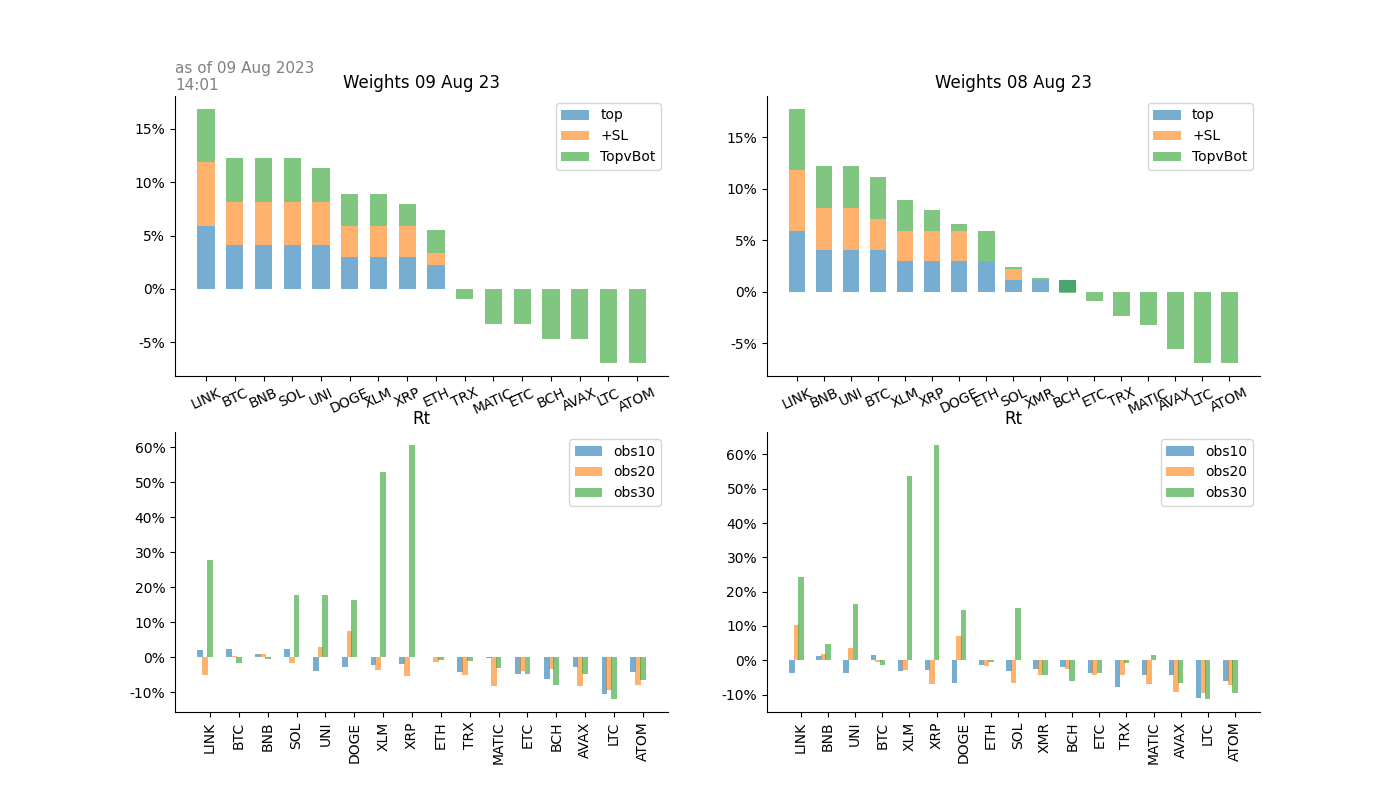 as of 09 Aug 2023
14:01
Weights 09 Aug 23
15%
10%
5%
0%
-5%
top
+SL
TopvBot
LINK BTC BNB SOL UNI DOGE XLM XRP ETH TRX MATIC ETC BCH AVAX LTC ATOM
Weights 08 Aug 23
15%
10%
5%
0%
-5%
top
+SL
TopvBot
LINK BNB UNI BTC XLM XRP DOGE ETH SOL XMR BCH ETC TRX MATIC AVAX LTC ATOM
Rt
60%
50%
40%
30%
20%
10%
0%
-10%
obs10
obs20
obs30
LINK BTC BNB SOL UNI DOGE XLM XRP ETH TRX MATIC ETC BCH AVAX LTC ATOM
Rt
60%
50%
40%
30%
20%
10%
0%
-10%
obs10
obs20
obs30
LINK BNB UNI BTC XLM XRP DOGE ETH SOL XMR BCH ETC TRX MATIC AVAX LTC ATOM